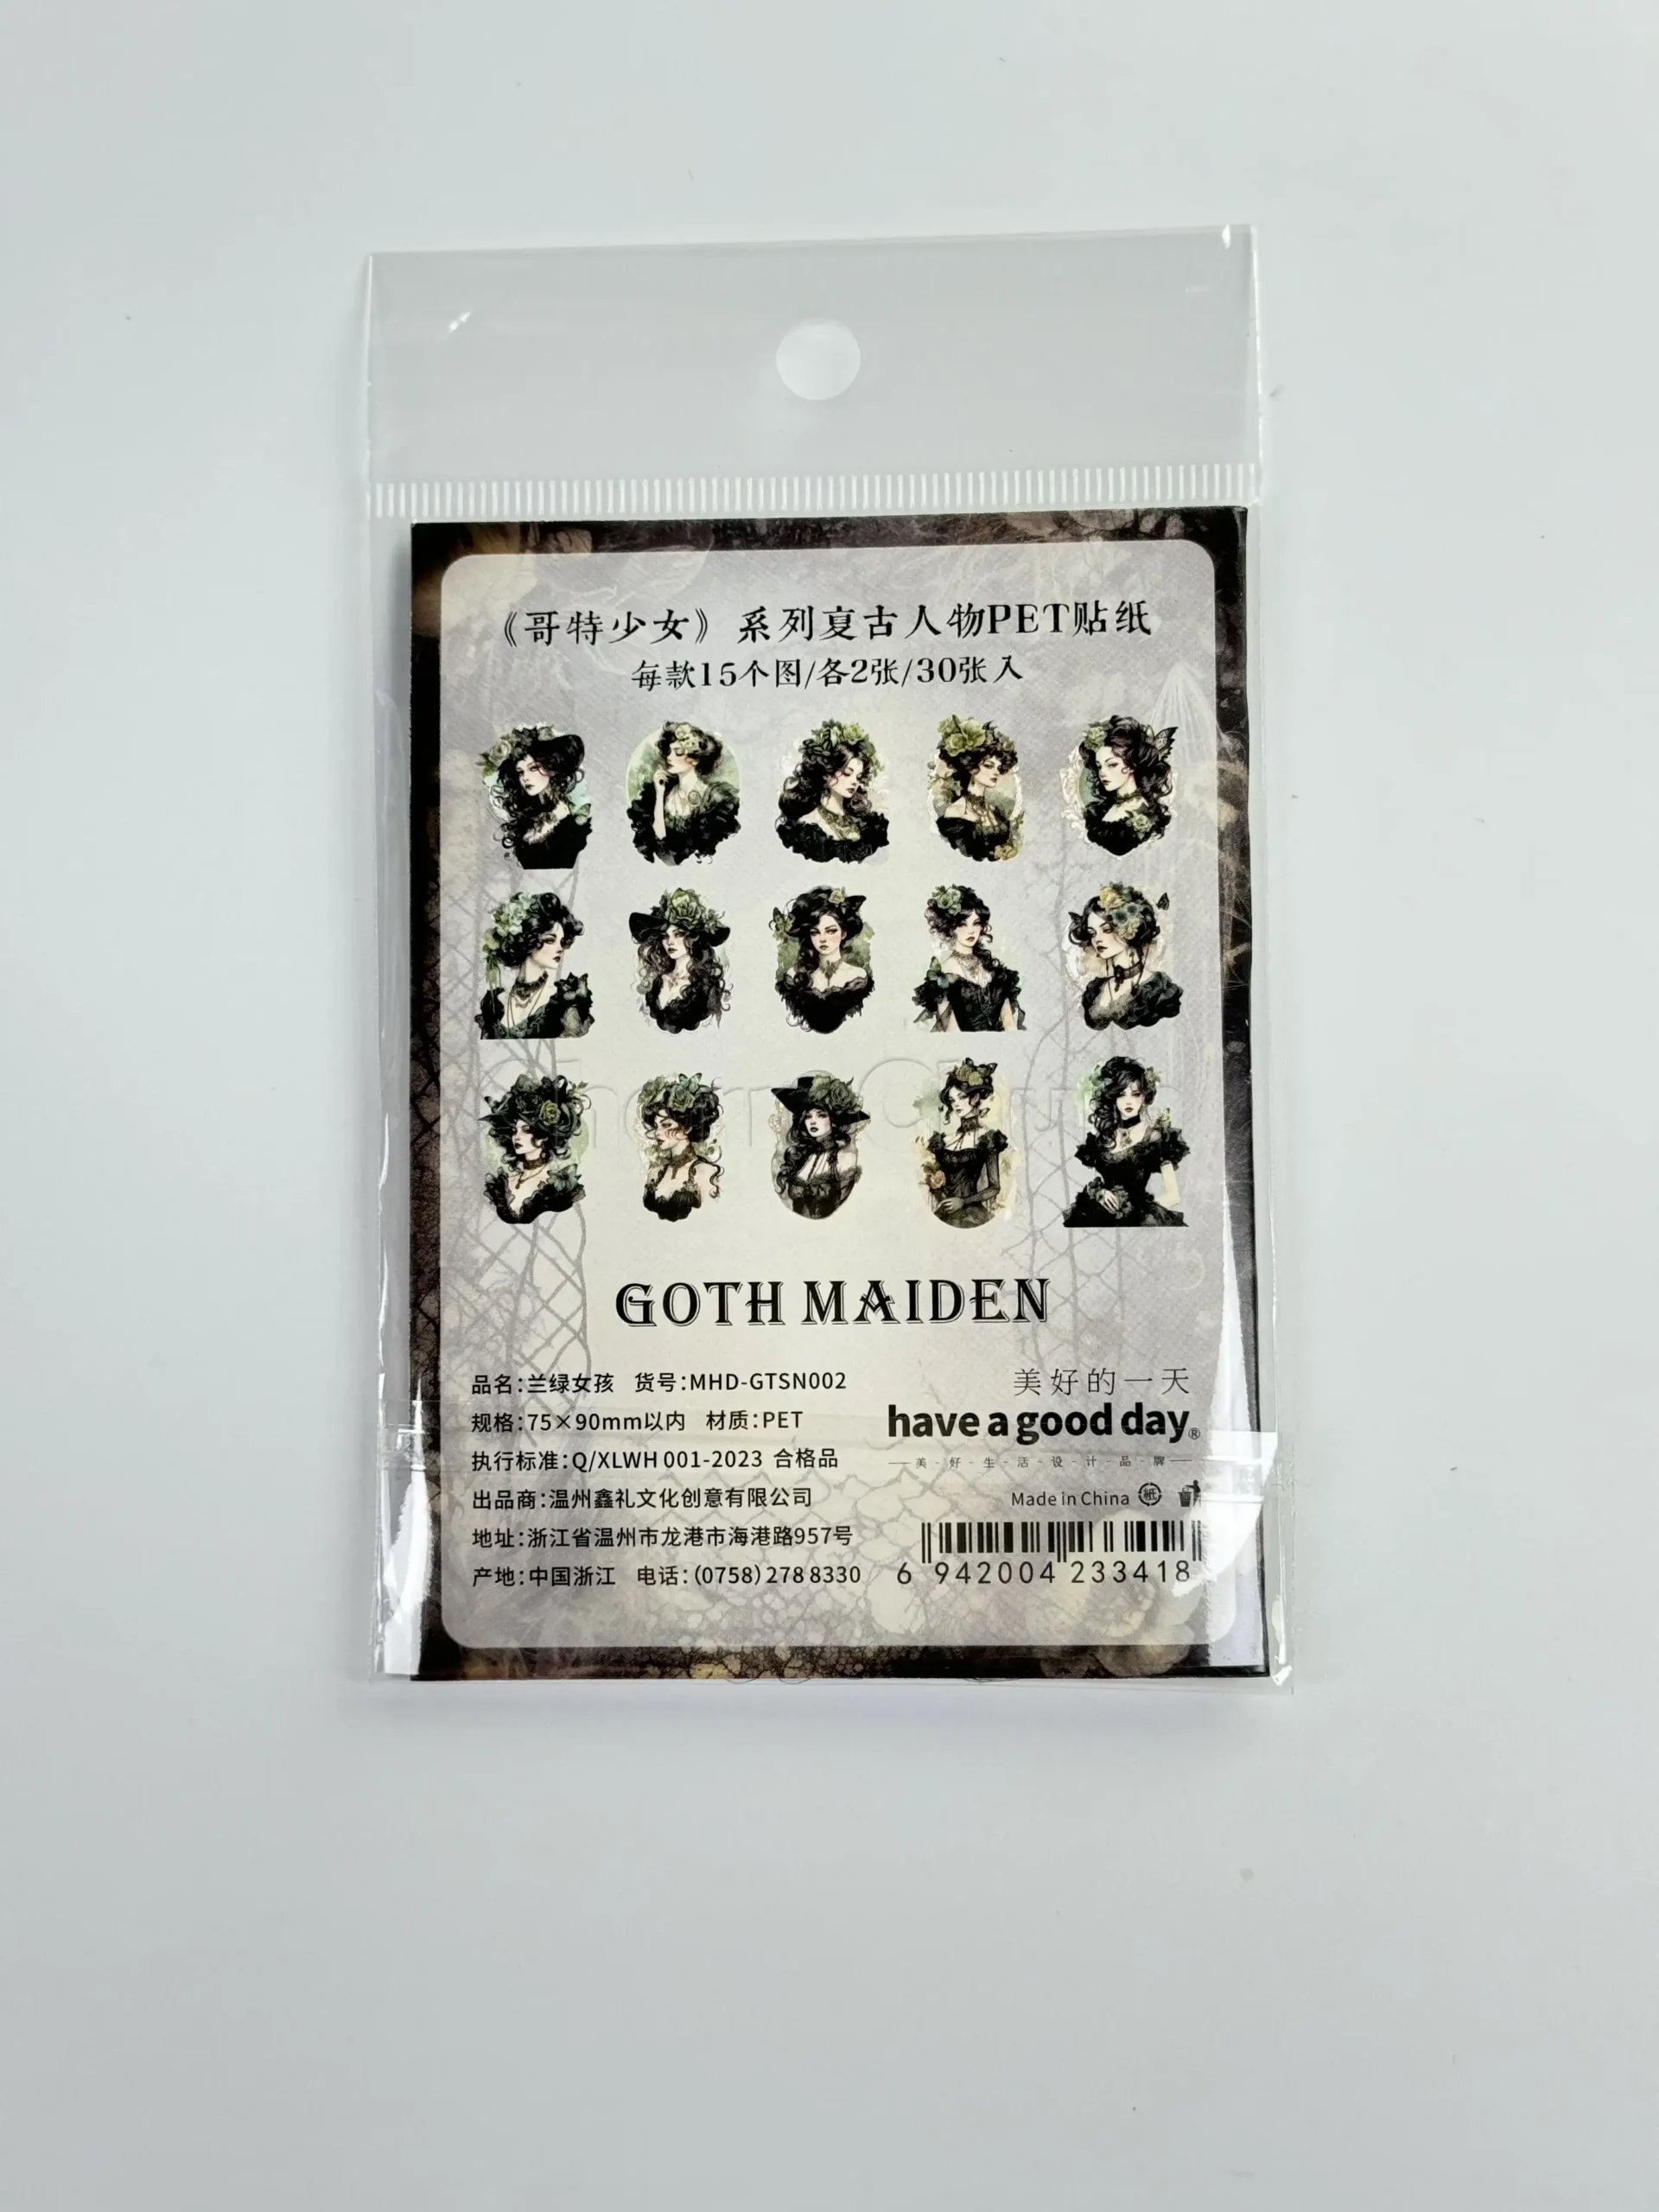 《哥特少女》系列复古人物PET贴纸
每款15个图/各2张/30张入
GOTH MAIDEN
品名：兰绿女孩 货号：MHD-GTSN002
规格：75×90mm以内 材质：PET
执行标准：Q/XLWH 001-2023 合格品
出品商：温州鑫礼文化创意有限公司
地址：浙江省温州市龙港市海港路957号
产地：中国浙江 电话：(0758)278 8330
美好的一天
have a good day®
美-好-生-活-设-计-品-牌
Made in China 紙
6 942004 233418